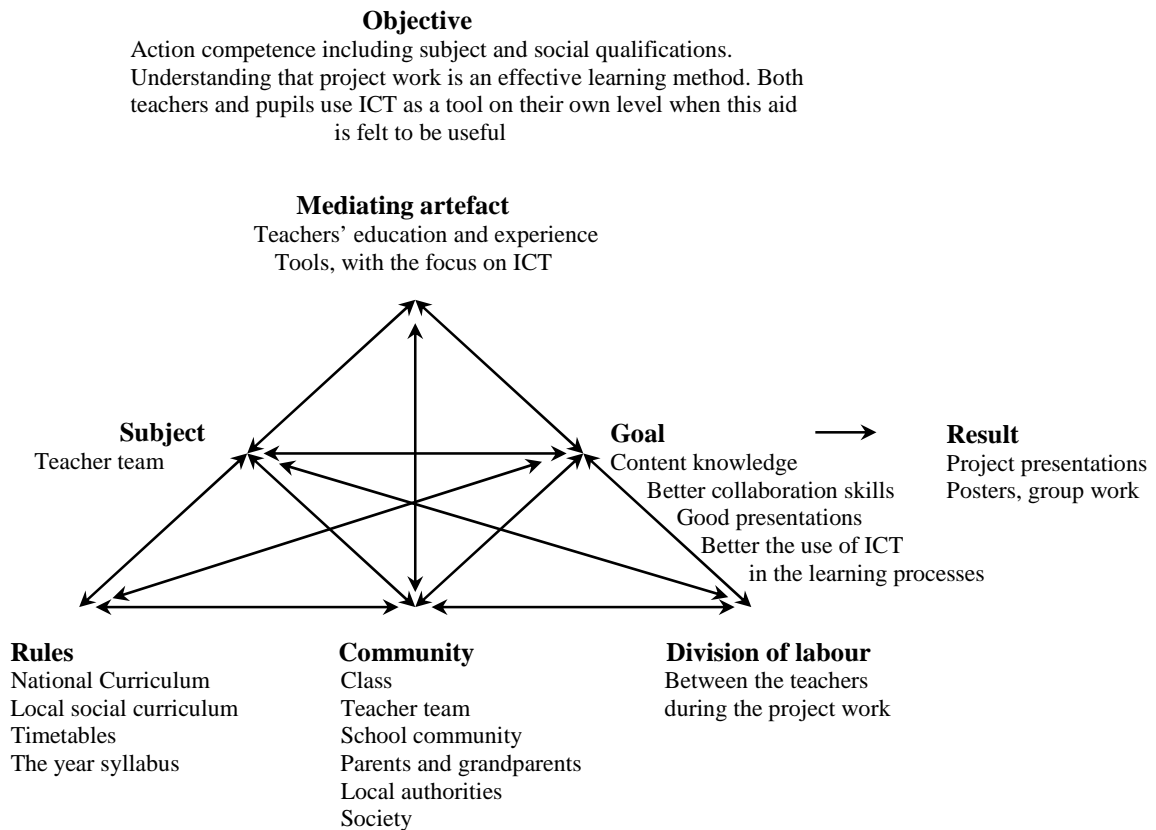 Objective
Action competence including subject and social qualifications.
Understanding that project work is an effective learning method. Both
teachers and pupils use ICT as a tool on their own level when this aid
is felt to be useful
Mediating artefact
Teachers’ education and experience
Tools, with the focus on ICT
Subject
Teacher team
Goal
Content knowledge
Better collaboration skills
Good presentations
Better the use of ICT
in the learning processes
Result
Project presentations
Posters, group work
Rules
National Curriculum
Local social curriculum
Timetables
The year syllabus
Community
Class
Teacher team
School community
Parents and grandparents
Local authorities
Society
Division of labour
Between the teachers
during the project work